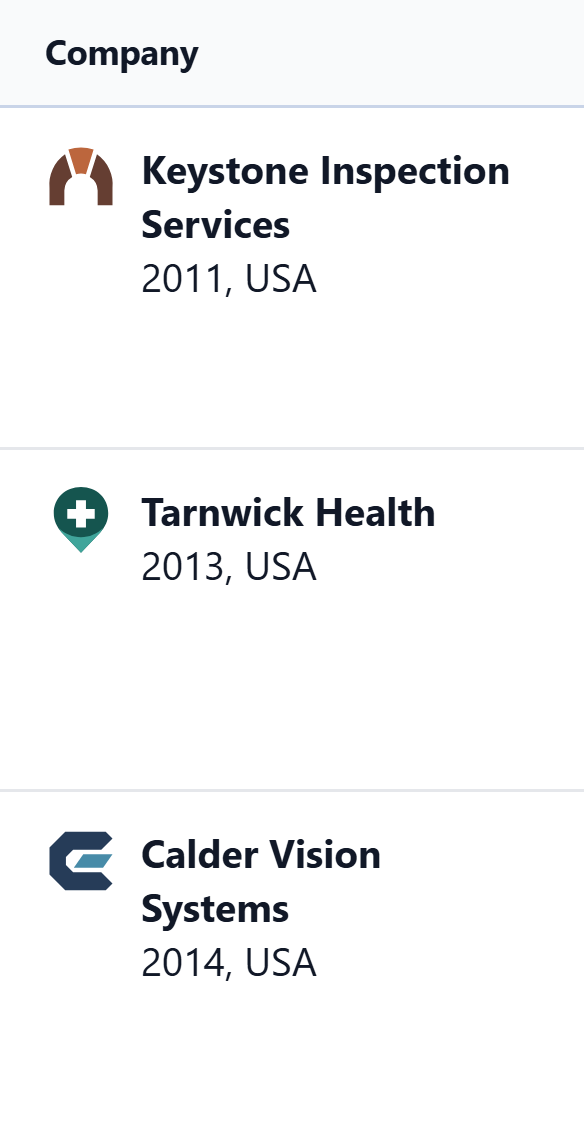 Company
Keystone Inspection
Services
2011, USA
Tarnwick Health
2013, USA
Calder Vision
Systems
2014, USA